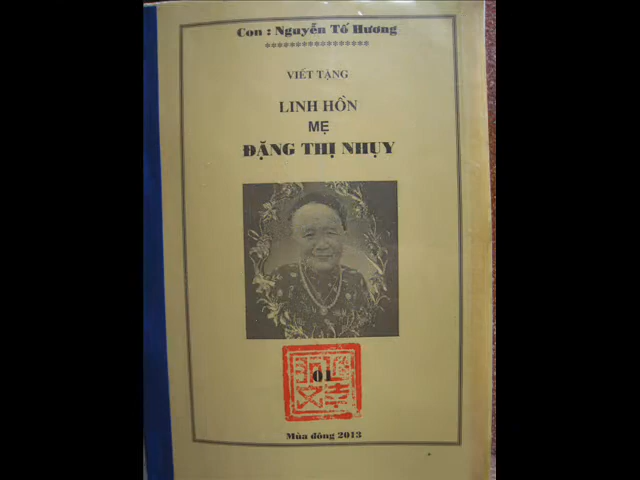 Con : Nguyễn Tố Hương
*****************
VIẾT TẶNG
LINH HỒN
MẸ
ĐẶNG THỊ NHỤY
01
Mùa đông 2013